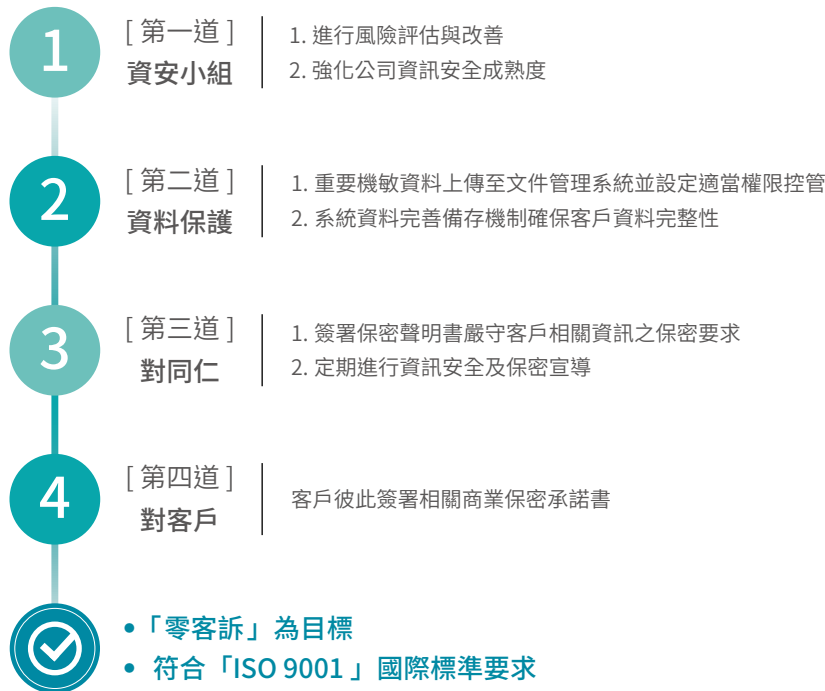 1
[ 第一道 ]
資安小組
1. 進行風險評估與改善
2. 強化公司資訊安全成熟度
2
[ 第二道 ]
資料保護
1. 重要機敏資料上傳至文件管理系統並設定適當權限控管
2. 系統資料完善備存機制確保客戶資料完整性
3
[ 第三道 ]
對同仁
1. 簽署保密聲明書嚴守客戶相關資訊之保密要求
2. 定期進行資訊安全及保密宣導
4
[ 第四道 ]
對客戶
客戶彼此簽署相關商業保密承諾書
•「零客訴」為目標
• 符合「ISO 9001」國際標準要求